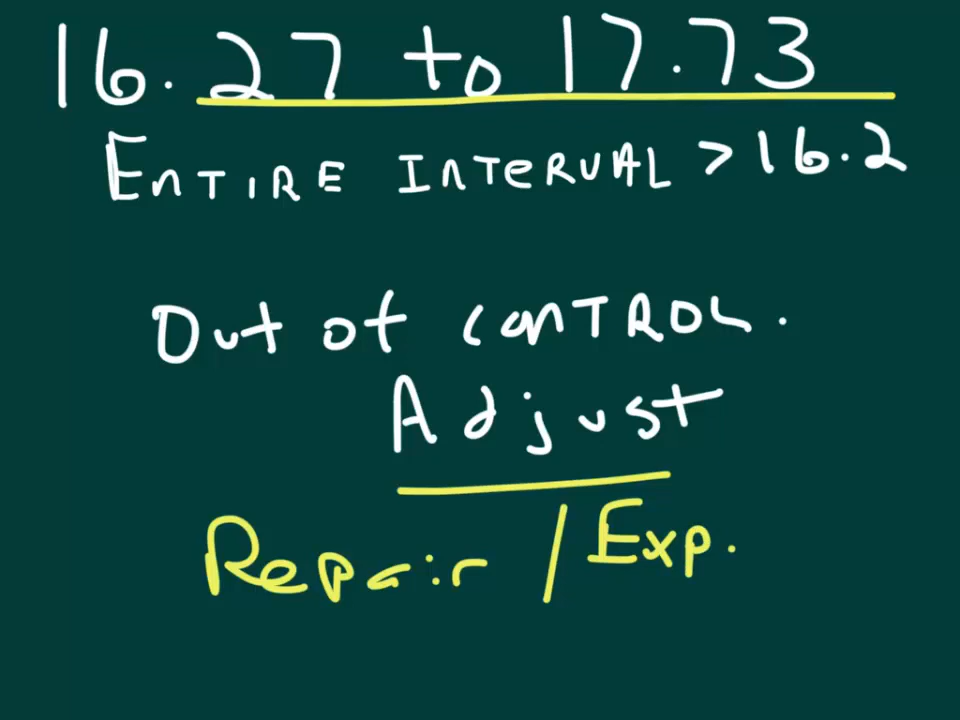 16.27 to 17.73
ENTIRE INTERVAL > 16.2
Out of CONTROL.
Adjust
Repair / Exp.